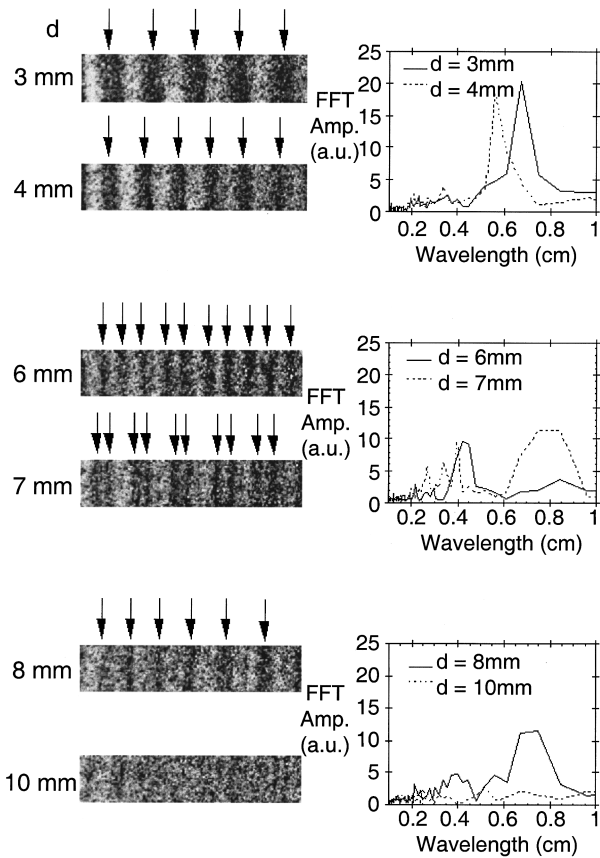 d
3 mm
4 mm
FFT
Amp.
(a.u.)
25
20
15
10
5
0
d = 3mm
d = 4mm
0.2 0.4 0.6 0.8 1
Wavelength (cm)
6 mm
7 mm
FFT
Amp.
(a.u.)
25
20
15
10
5
0
d = 6mm
d = 7mm
0.2 0.4 0.6 0.8 1
Wavelength (cm)
8 mm
10 mm
FFT
Amp.
(a.u.)
25
20
15
10
5
0
d = 8mm
d = 10mm
0.2 0.4 0.6 0.8 1
Wavelength (cm)